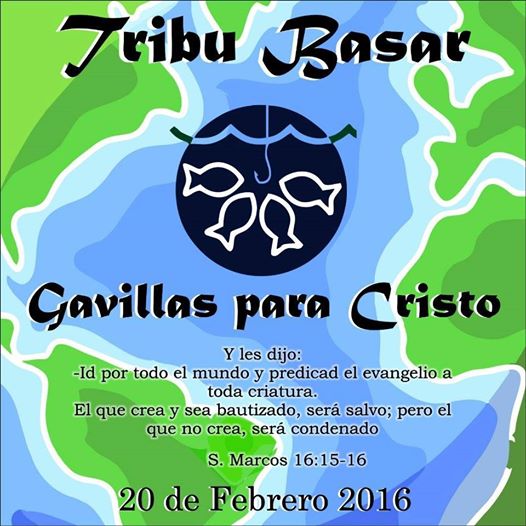 Tribu Basar
Gavillas para Cristo
Y les dijo:
-Id por todo el mundo y predicad el evangelio a
toda criatura.
El que crea y sea bautizado, será salvo; pero el
que no crea, será condenado
S. Marcos 16:15-16
20 de Febrero 2016